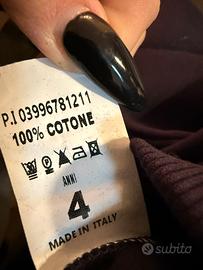 P.I 03996781211
100% COTONE
ANNI
4
MADE IN ITALY
subito